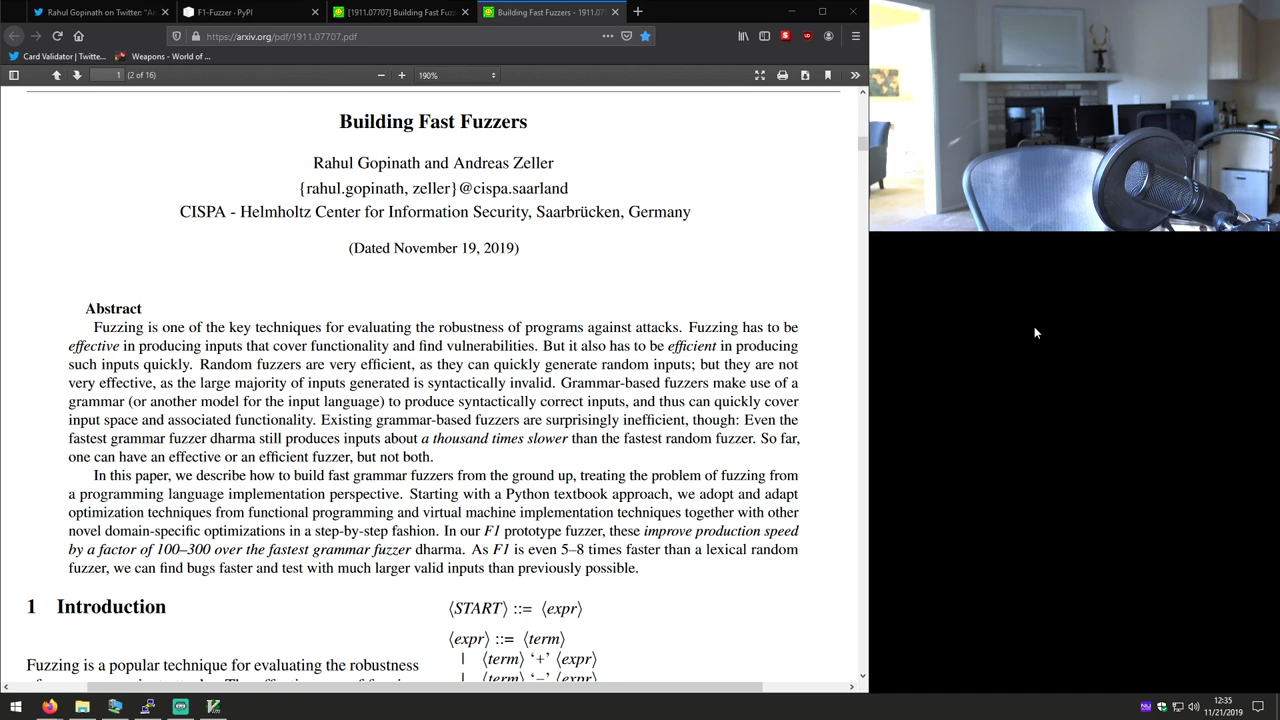 Rahul Gopinath on Twitter: "An
F1-Fuzzer · PyPI
[1911.07707] Building Fast Fuzz
Building Fast Fuzzers - 1911.07
https://arxiv.org/pdf/1911.07707.pdf
Card Validator | Twitte...
Weapons - World of ...
1
(2 of 16)
190%
Building Fast Fuzzers
Rahul Gopinath and Andreas Zeller
{rahul.gopinath, zeller}@cispa.saarland
CISPA - Helmholtz Center for Information Security, Saarbrücken, Germany
(Dated November 19, 2019)
Abstract
Fuzzing is one of the key techniques for evaluating the robustness of programs against attacks. Fuzzing has to be
effective in producing inputs that cover functionality and find vulnerabilities. But it also has to be efficient in producing
such inputs quickly. Random fuzzers are very efficient, as they can quickly generate random inputs; but they are not
very effective, as the large majority of inputs generated is syntactically invalid. Grammar-based fuzzers make use of a
grammar (or another model for the input language) to produce syntactically correct inputs, and thus can quickly cover
input space and associated functionality. Existing grammar-based fuzzers are surprisingly inefficient, though: Even the
fastest grammar fuzzer dharma still produces inputs about a thousand times slower than the fastest random fuzzer. So far,
one can have an effective or an efficient fuzzer, but not both.
In this paper, we describe how to build fast grammar fuzzers from the ground up, treating the problem of fuzzing from
a programming language implementation perspective. Starting with a Python textbook approach, we adopt and adapt
optimization techniques from functional programming and virtual machine implementation techniques together with other
novel domain-specific optimizations in a step-by-step fashion. In our F1 prototype fuzzer, these improve production speed
by a factor of 100–300 over the fastest grammar fuzzer dharma. As F1 is even 5–8 times faster than a lexical random
fuzzer, we can find bugs faster and test with much larger valid inputs than previously possible.
1 Introduction
Fuzzing is a popular technique for evaluating the robustness
⟨START⟩ ::= ⟨expr⟩
⟨expr⟩ ::= ⟨term⟩
| ⟨term⟩ ‘+’ ⟨expr⟩
| ⟨term⟩ ‘−’ ⟨expr⟩
12:35
11/21/2019